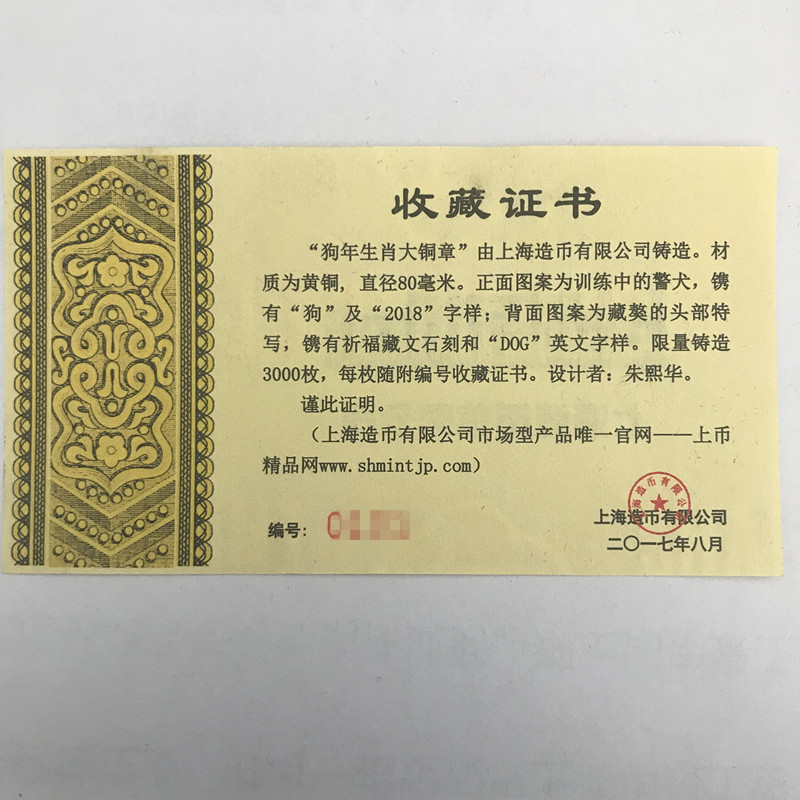 收藏证书
“狗年生肖大铜章”由上海造币有限公司铸造。材
质为黄铜，直径80毫米。正面图案为训练中的警犬，镌
有“狗”及“2018”字样；背面图案为藏獒的头部特
写，镌有祈福藏文石刻和“DOG”英文字样。限量铸造
3000枚，每枚随附编号收藏证书。设计者：朱熙华。
谨此证明。
（上海造币有限公司市场型产品唯一官网——上币
精品网www.shmintjp.com）
编号：
上海造币有限公司
二〇一七年八月